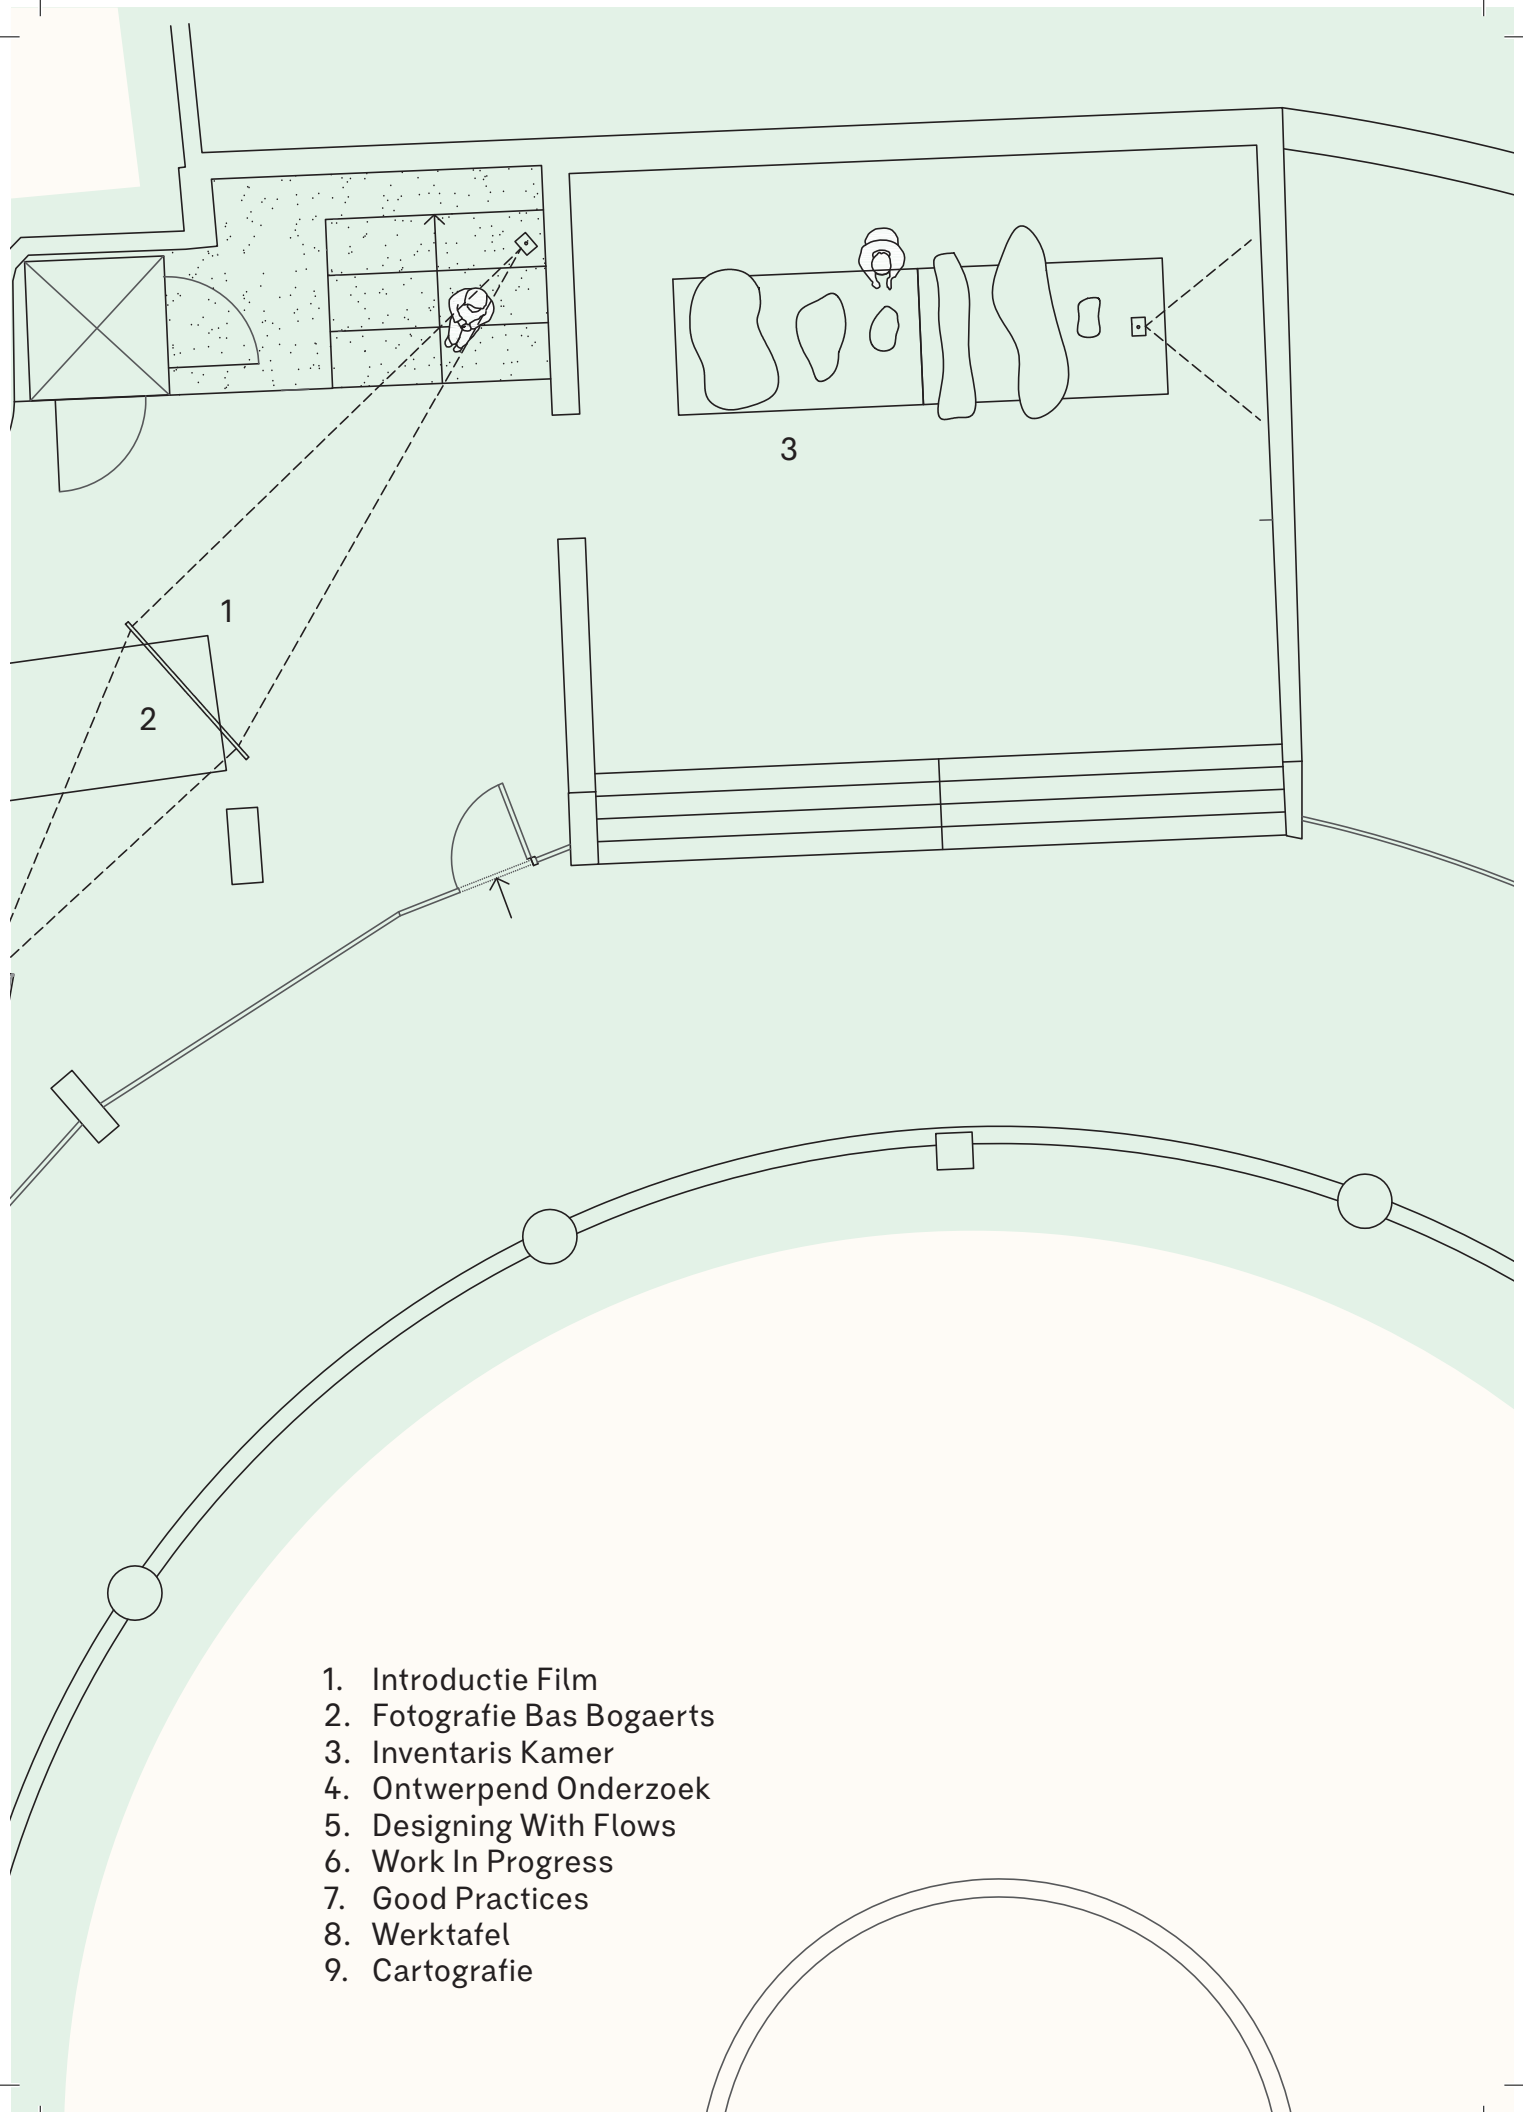 3
1
2
1. Introductie Film
2. Fotografie Bas Bogaerts
3. Inventaris Kamer
4. Ontwerpend Onderzoek
5. Designing With Flows
6. Work In Progress
7. Good Practices
8. Werktafel
9. Cartografie